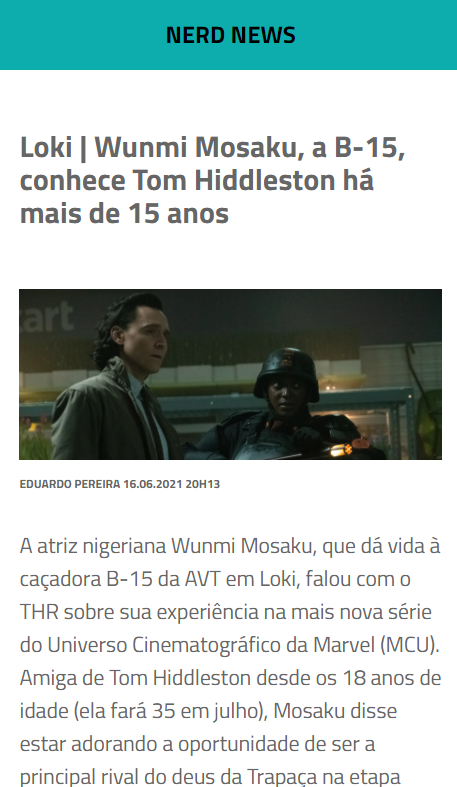 NERD NEWS
Loki | Wunmi Mosaku, a B-15,
conhece Tom Hiddleston há
mais de 15 anos
art
EDUARDO PEREIRA 16.06.2021 20H13
A atriz nigeriana Wunmi Mosaku, que dá vida à
caçadora B-15 da AVT em Loki, falou com o
THR sobre sua experiência na mais nova série
do Universo Cinematográfico da Marvel (MCU).
Amiga de Tom Hiddleston desde os 18 anos de
idade (ela fará 35 em julho), Mosaku disse
estar adorando a oportunidade de ser a
principal rival do deus da Trapaça na etapa